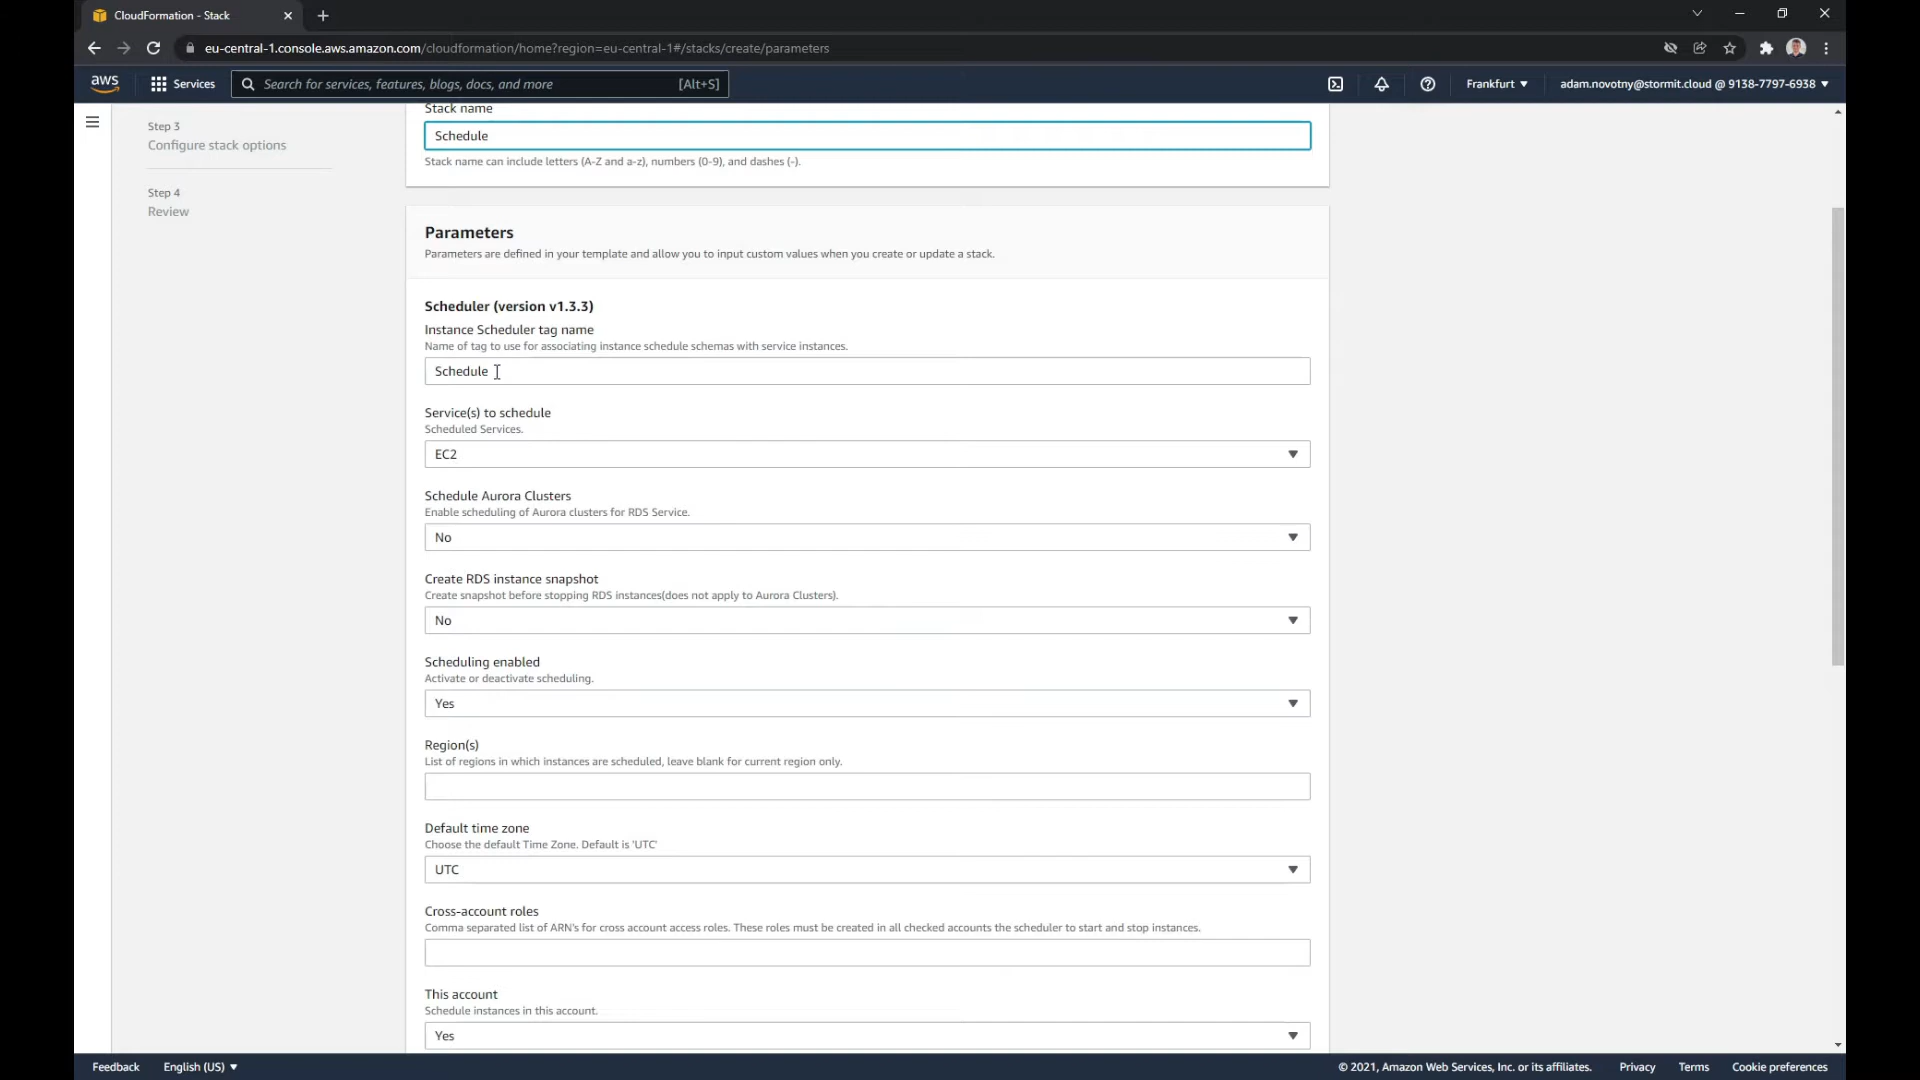 CloudFormation - Stack
eu-central-1.console.aws.amazon.com/cloudformation/home?region=eu-central-1#/stacks/create/parameters
aws
Services
Search for services, features, blogs, docs, and more
[Alt+S]
Frankfurt
adam.novotny@stormit.cloud @ 9138-7797-6938
Step 3
Configure stack options
Step 4
Review
Stack name
Schedule
Stack name can include letters (A-Z and a-z), numbers (0-9), and dashes (-).
Parameters
Parameters are defined in your template and allow you to input custom values when you create or update a stack.
Scheduler (version v1.3.3)
Instance Scheduler tag name
Name of tag to use for associating instance schedule schemas with service instances.
Schedule
Service(s) to schedule
Scheduled Services.
EC2
Schedule Aurora Clusters
Enable scheduling of Aurora clusters for RDS Service.
No
Create RDS instance snapshot
Create snapshot before stopping RDS instances(does not apply to Aurora Clusters).
No
Scheduling enabled
Activate or deactivate scheduling.
Yes
Region(s)
List of regions in which instances are scheduled, leave blank for current region only.
Default time zone
Choose the default Time Zone. Default is 'UTC'
UTC
Cross-account roles
Comma separated list of ARN's for cross account access roles. These roles must be created in all checked accounts the scheduler to start and stop instances.
This account
Schedule instances in this account.
Yes
Feedback
English (US)
© 2021, Amazon Web Services, Inc. or its affiliates.
Privacy
Terms
Cookie preferences